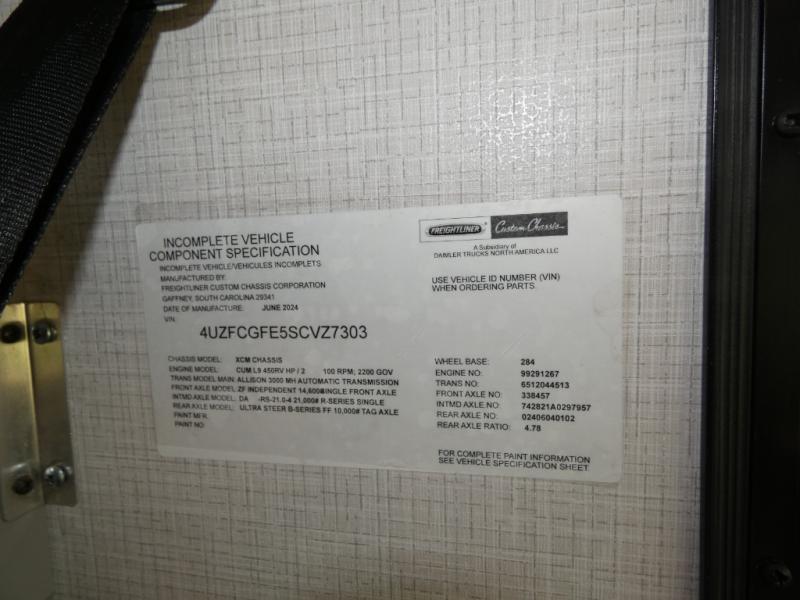 INCOMPLETE VEHICLE
COMPONENT SPECIFICATION
INCOMPLETE VEHICLE/VEHICULES INCOMPLETS
MANUFACTURED BY:
FREIGHTLINER CUSTOM CHASSIS CORPORATION
GAFFNEY, SOUTH CAROLINA 29341
DATE OF MANUFACTURE: JUNE 2024
VIN:
4UZFCGFE5SCVZ7303
FREIGHTLINER Custom Chassis
A Subsidiary of
DAIMLER TRUCKS NORTH AMERICA LLC
USE VEHICLE ID NUMBER (VIN)
WHEN ORDERING PARTS.
CHASSIS MODEL: XCM CHASSIS
ENGINE MODEL: CUM L9 450RV HP / 2 100 RPM; 2200 GOV
TRANS MODEL MAIN: ALLISON 3000 MH AUTOMATIC TRANSMISSION
FRONT AXLE MODEL: ZF INDEPENDENT 14,600# INGLE FRONT AXLE
INTMD AXLE MODEL: DA -RS-21.0-4 21,000# R-SERIES SINGLE
REAR AXLE MODEL: ULTRA STEER B-SERIES FF 10,000# TAG AXLE
PAINT MFR:
PAINT NO:
WHEEL BASE: 284
ENGINE NO: 99291267
TRANS NO: 6512044513
FRONT AXLE NO: 338457
INTMD AXLE.NO: 742821A0297957
REAR AXLE NO: 02406040102
REAR AXLE RATIO: 4.78
FOR COMPLETE PAINT INFORMATION
SEE VEHICLE SPECIFICATION SHEET